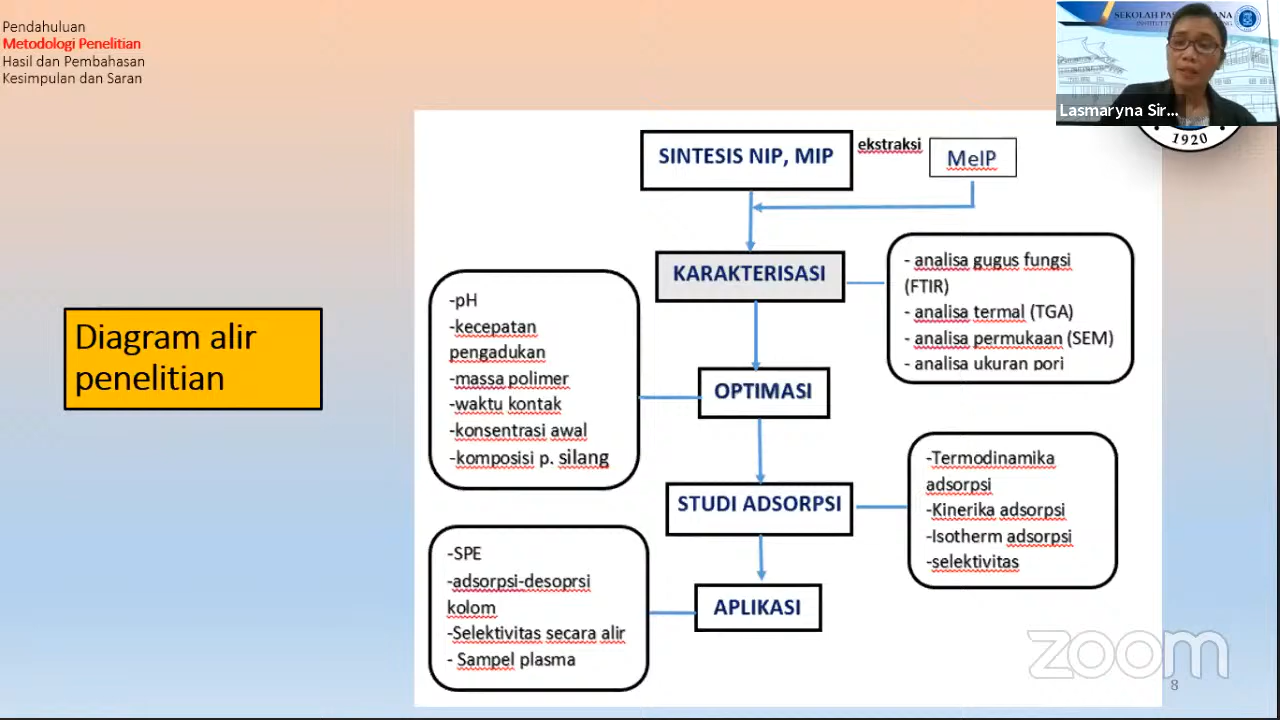 Pendahuluan
Metodologi Penelitian
Hasil dan Pembahasan
Kesimpulan dan Saran
SEKOLAH
Lasmaryna Sir...
1920
SINTESIS NIP, MIP
ekstraksi
MeIP
KARAKTERISASI
- analisa gugus fungsi
(FTIR)
- analisa termal (TGA)
- analisa permukaan (SEM)
- analisa ukuran pori
Diagram alir
penelitian
-pH
-kecepatan
pengadukan
-massa polimer
-waktu kontak
-konsentrasi awal
-komposisi p. silang
OPTIMASI
STUDI ADSORPSI
-Termodinamika
adsorpsi
-Kinerika adsorpsi
-Isotherm adsorpsi
-selektivitas
-SPE
-adsorpsi-desoprsi
kolom
-Selektivitas secara alir
- Sampel plasma
APLIKASI
zoom
8